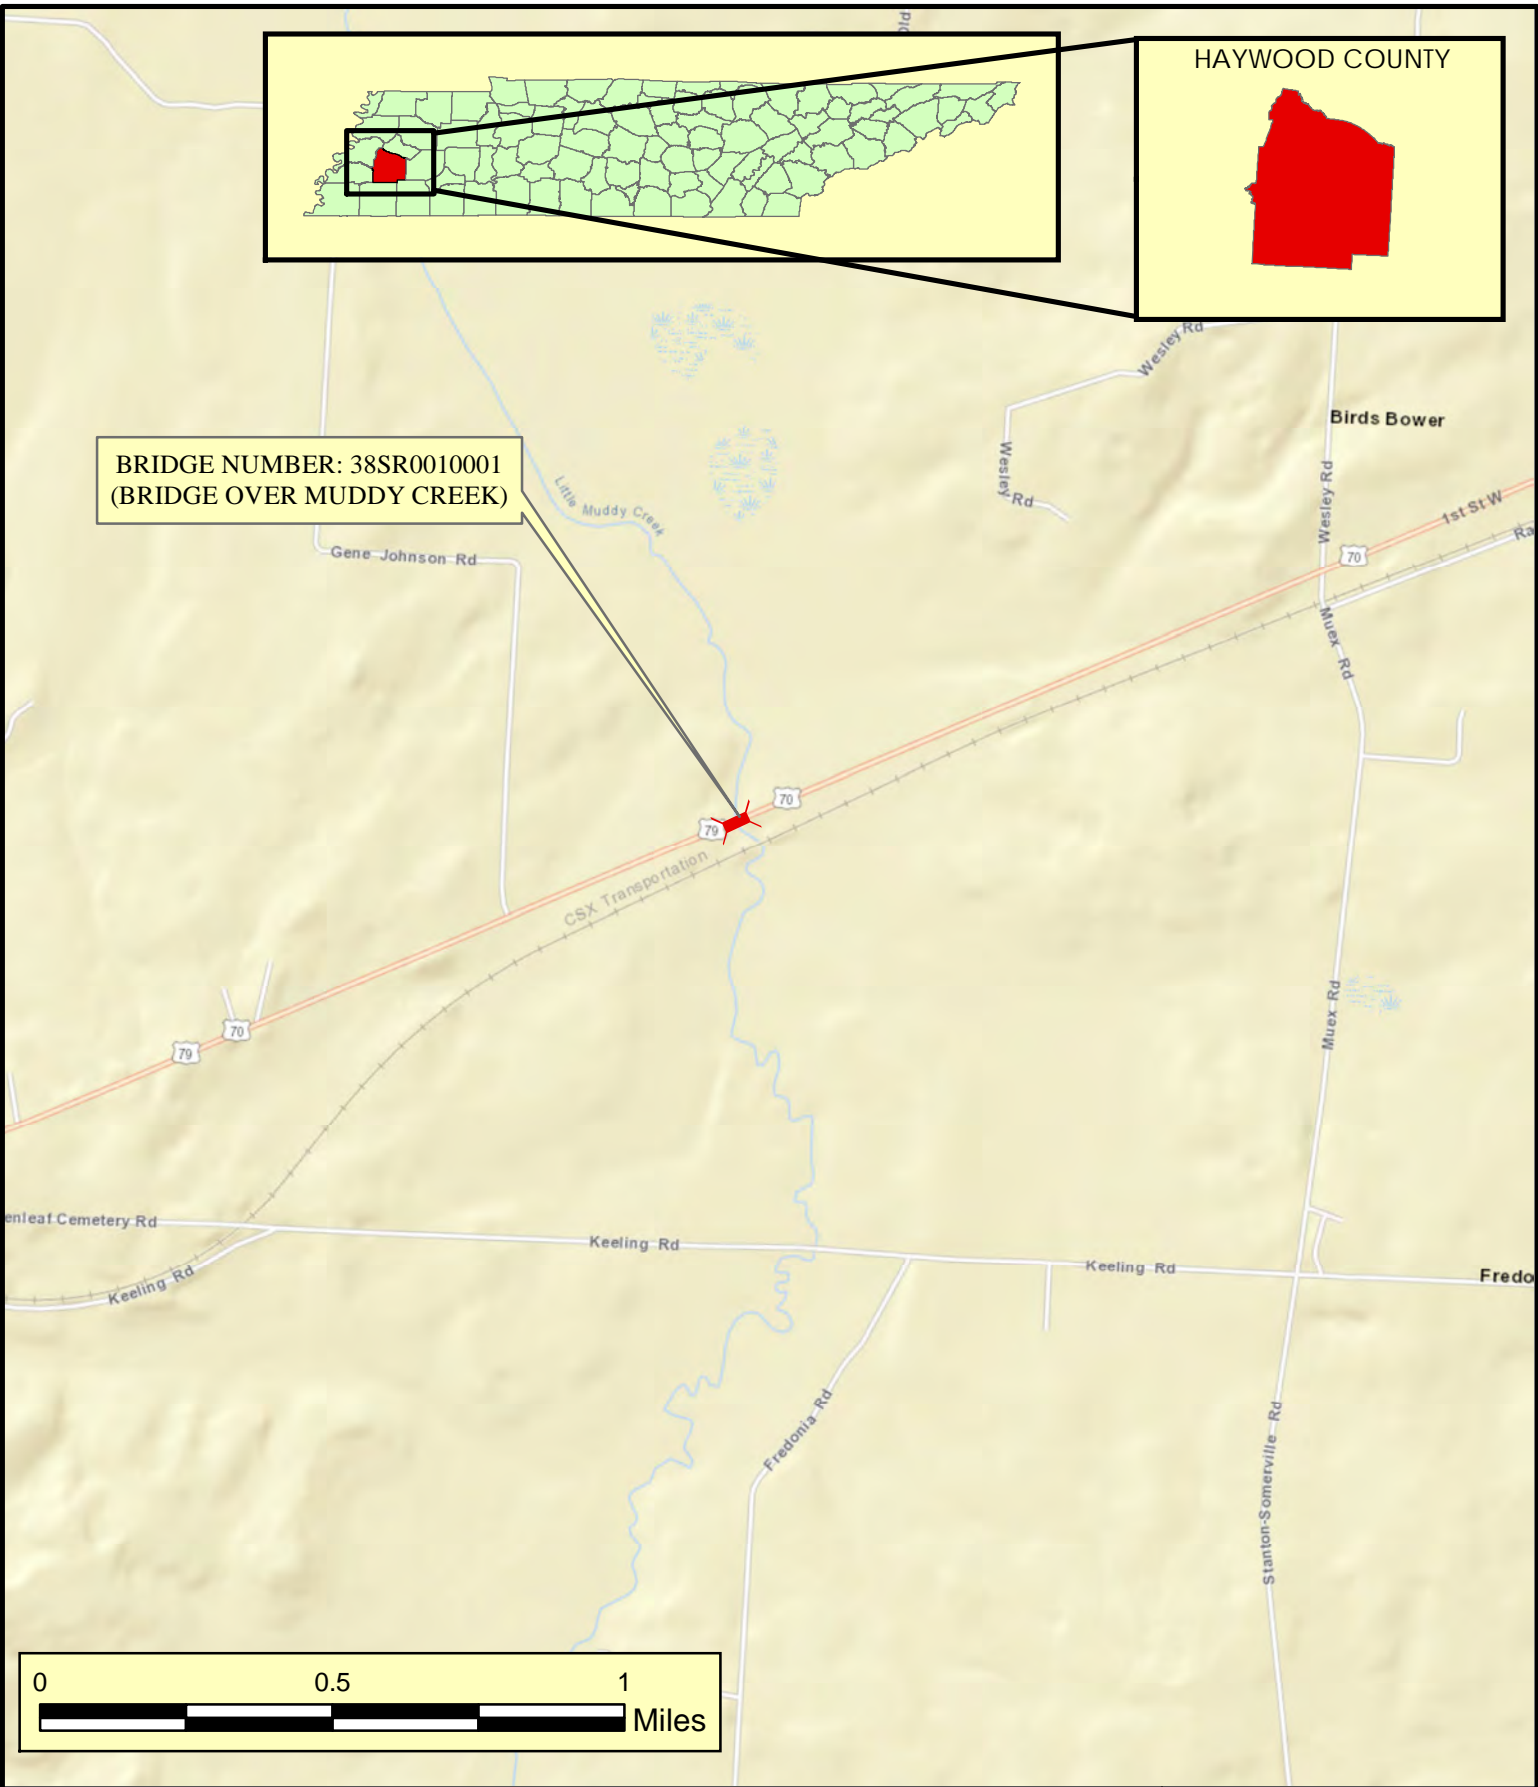 old
HAYWOOD COUNTY
Wesley Rd
Birds Bower
BRIDGE NUMBER: 38SR0010001
(BRIDGE OVER MUDDY CREEK)
Wesley Rd
Wesley Rd
Little Muddy Creek
1st St W
Ra
70
Gene Johnson Rd
Muex Rd
70
79
CSX Transportation
Muex Rd
70
79
enleaf Cemetery Rd
Keeling Rd
Keeling Rd
Keeling Rd
Fredo
Fredonia Rd
Stanton-Somerville Rd
0 0.5 1
Miles